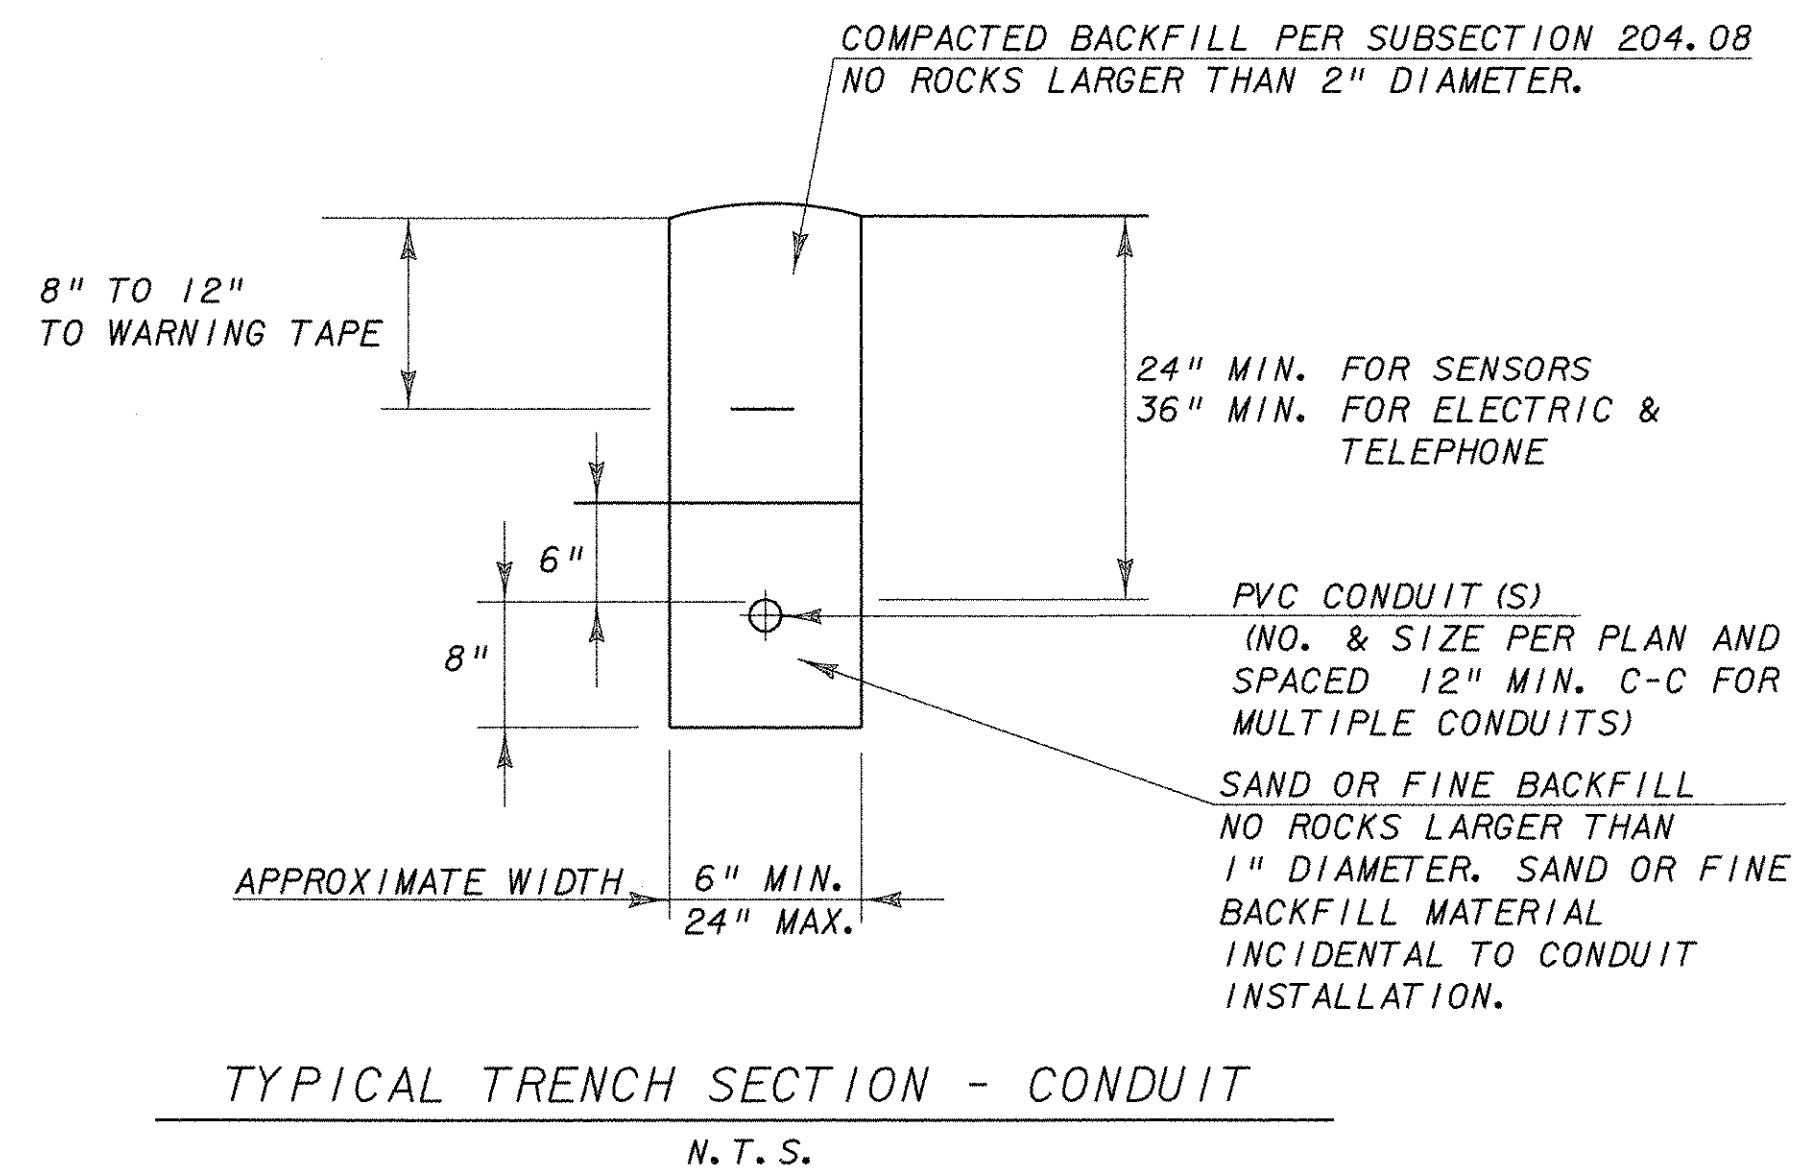 COMPACTED BACKFILL PER SUBSECTION 204.08
NO ROCKS LARGER THAN 2" DIAMETER.
8" TO 12"
TO WARNING TAPE
24" MIN. FOR SENSORS
36" MIN. FOR ELECTRIC &
TELEPHONE
6"
8"
PVC CONDUIT(S)
(NO. & SIZE PER PLAN AND
SPACED 12" MIN. C-C FOR
MULTIPLE CONDUITS)
SAND OR FINE BACKFILL
NO ROCKS LARGER THAN
1" DIAMETER. SAND OR FINE
BACKFILL MATERIAL
INCIDENTAL TO CONDUIT
INSTALLATION.
APPROXIMATE WIDTH
6" MIN.
24" MAX.
TYPICAL TRENCH SECTION - CONDUIT
N.T.S.